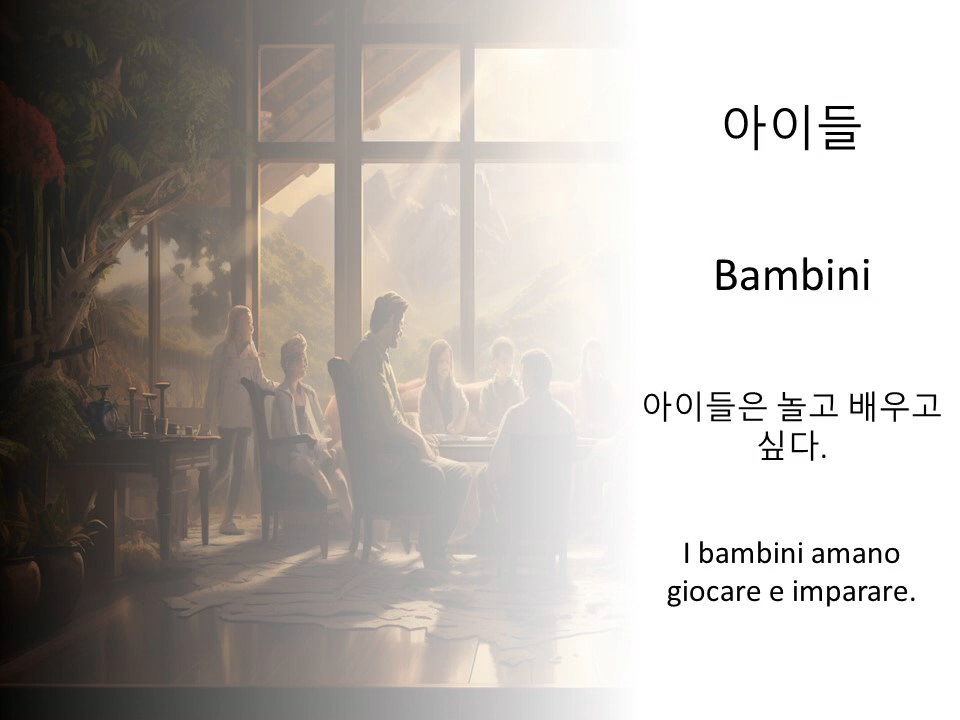 아이들
Bambini
아이들은 놀고 배우고
싶다.
I bambini amano
giocare e imparare.